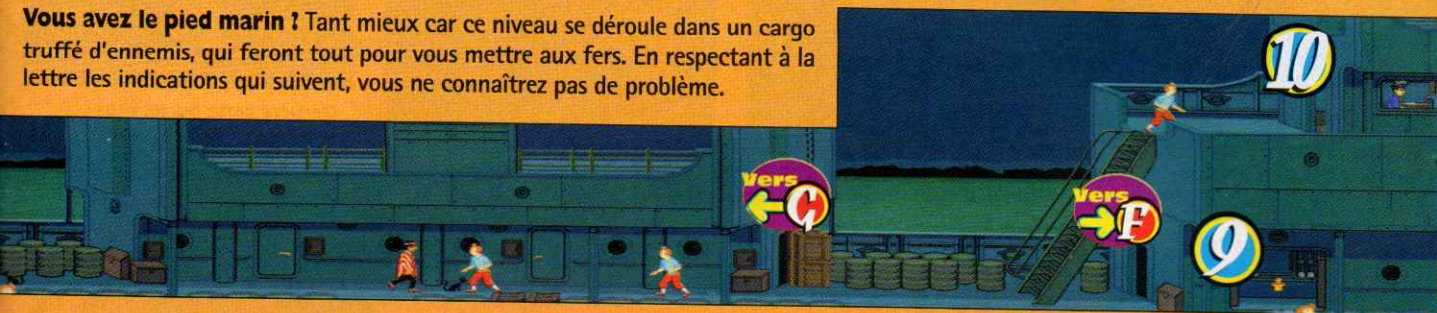 Vous avez le pied marin ? Tant mieux car ce niveau se déroule dans un cargo
truffé d'ennemis, qui feront tout pour vous mettre aux fers. En respectant à la
lettre les indications qui suivent, vous ne connaîtrez pas de problème.
10
Vers
G
Vers
F
9